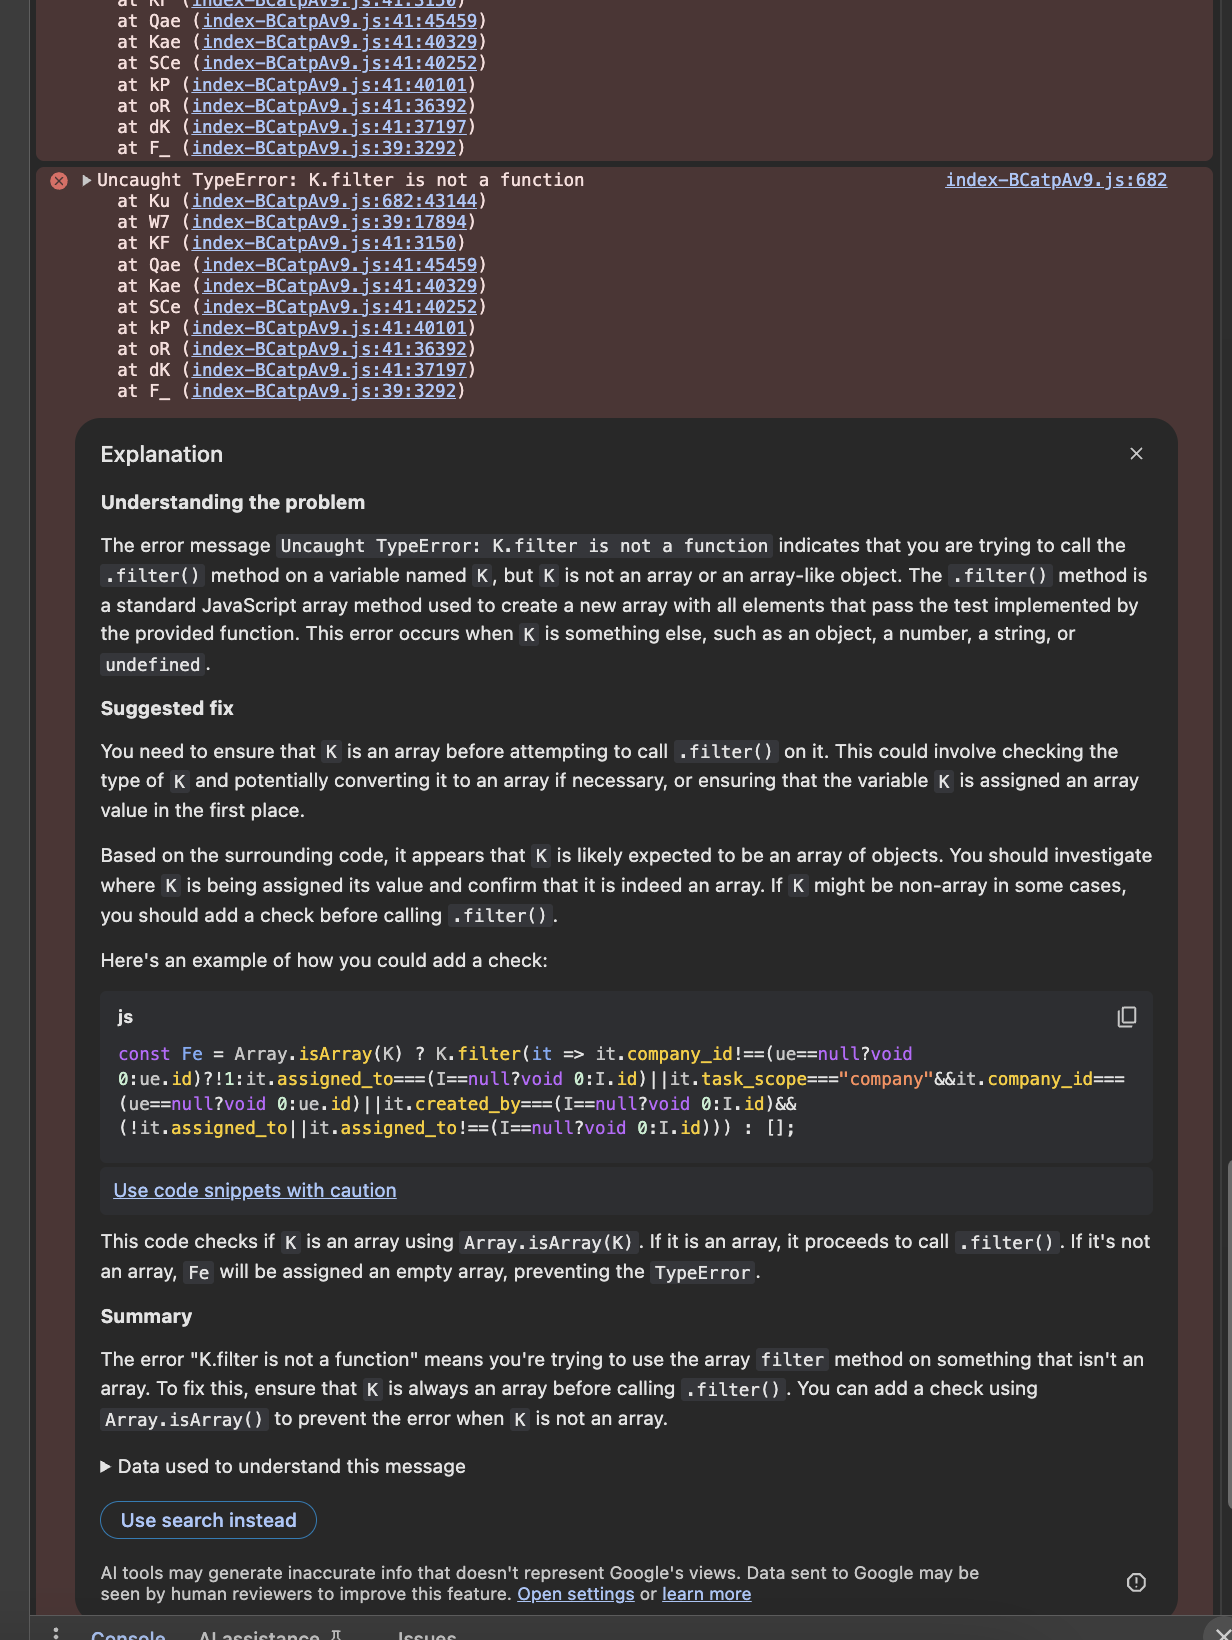 at KF (index-BCatpAv9.js:41:3150)
at Qae (index-BCatpAv9.js:41:45459)
at Kae (index-BCatpAv9.js:41:40329)
at SCe (index-BCatpAv9.js:41:40252)
at kP (index-BCatpAv9.js:41:40101)
at oR (index-BCatpAv9.js:41:36392)
at dK (index-BCatpAv9.js:41:37197)
at F_ (index-BCatpAv9.js:39:3292)
Uncaught TypeError: K.filter is not a function index-BCatpAv9.js:682
at Ku (index-BCatpAv9.js:682:43144)
at W7 (index-BCatpAv9.js:39:17894)
at KF (index-BCatpAv9.js:41:3150)
at Qae (index-BCatpAv9.js:41:45459)
at Kae (index-BCatpAv9.js:41:40329)
at SCe (index-BCatpAv9.js:41:40252)
at kP (index-BCatpAv9.js:41:40101)
at oR (index-BCatpAv9.js:41:36392)
at dK (index-BCatpAv9.js:41:37197)
at F_ (index-BCatpAv9.js:39:3292)
Explanation
Understanding the problem
The error message Uncaught TypeError: K.filter is not a function indicates that you are trying to call the
.filter() method on a variable named K, but K is not an array or an array-like object. The .filter() method is
a standard JavaScript array method used to create a new array with all elements that pass the test implemented by
the provided function. This error occurs when K is something else, such as an object, a number, a string, or
undefined.
Suggested fix
You need to ensure that K is an array before attempting to call .filter() on it. This could involve checking the
type of K and potentially converting it to an array if necessary, or ensuring that the variable K is assigned an array
value in the first place.
Based on the surrounding code, it appears that K is likely expected to be an array of objects. You should investigate
where K is being assigned its value and confirm that it is indeed an array. If K might be non-array in some cases,
you should add a check before calling .filter().
Here's an example of how you could add a check:
js
const Fe = Array.isArray(K) ? K.filter(it => it.company_id!==(ue==null?void
0:ue.id)?!1:it.assigned_to===(I==null?void 0:I.id)||it.task_scope==="company"&&it.company_id===
(ue==null?void 0:ue.id)||it.created_by===(I==null?void 0:I.id)&&
(!it.assigned_to||it.assigned_to!==(I==null?void 0:I.id))) : [];
Use code snippets with caution
This code checks if K is an array using Array.isArray(K). If it is an array, it proceeds to call .filter(). If it's not
an array, Fe will be assigned an empty array, preventing the TypeError.
Summary
The error "K.filter is not a function" means you're trying to use the array filter method on something that isn't an
array. To fix this, ensure that K is always an array before calling .filter(). You can add a check using
Array.isArray() to prevent the error when K is not an array.
Data used to understand this message
Use search instead
AI tools may generate inaccurate info that doesn't represent Google's views. Data sent to Google may be
seen by human reviewers to improve this feature. Open settings or learn more
Console AI assistance Issues